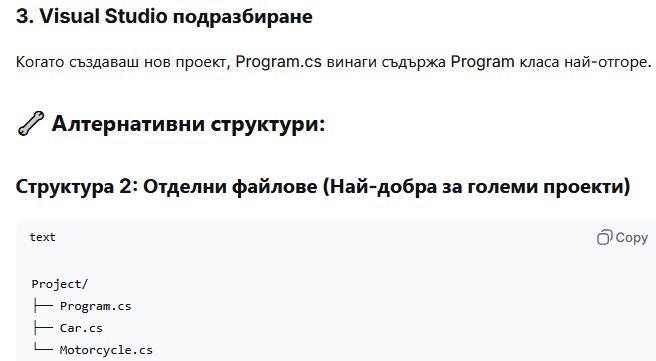 3. Visual Studio подразбиране
Когато създаваш нов проект, Program.cs винаги съдържа Program класа най-отгоре.
Алтернативни структури:
Структура 2: Отделни файлове (Най-добра за големи проекти)
text
Copy
Project/
├── Program.cs
├── Car.cs
└── Motorcycle.cs